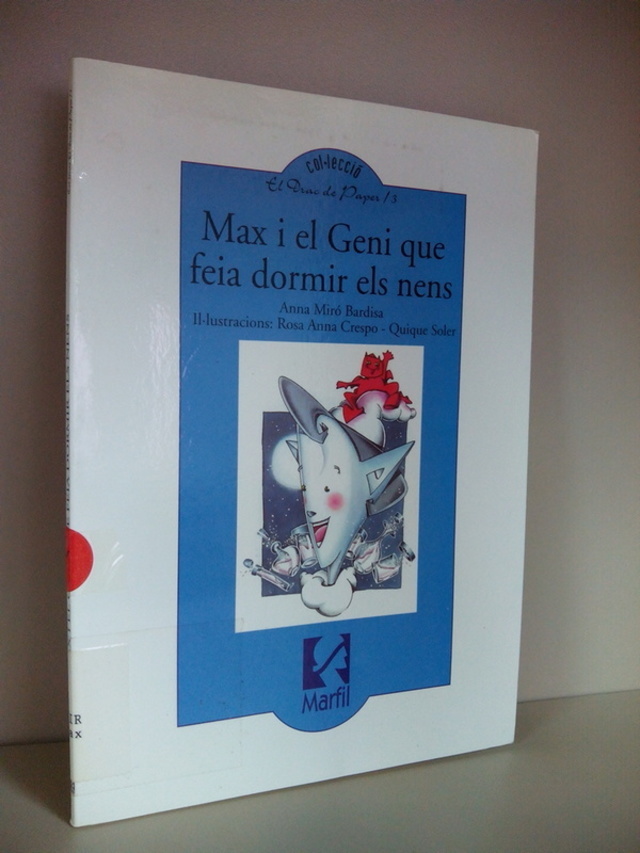 col·lecció
El Drac de Paper / 3
Max i el Geni que
feia dormir els nens
Anna Miró Bardisa
Il·lustracions: Rosa Anna Crespo - Quique Soler
Marfil